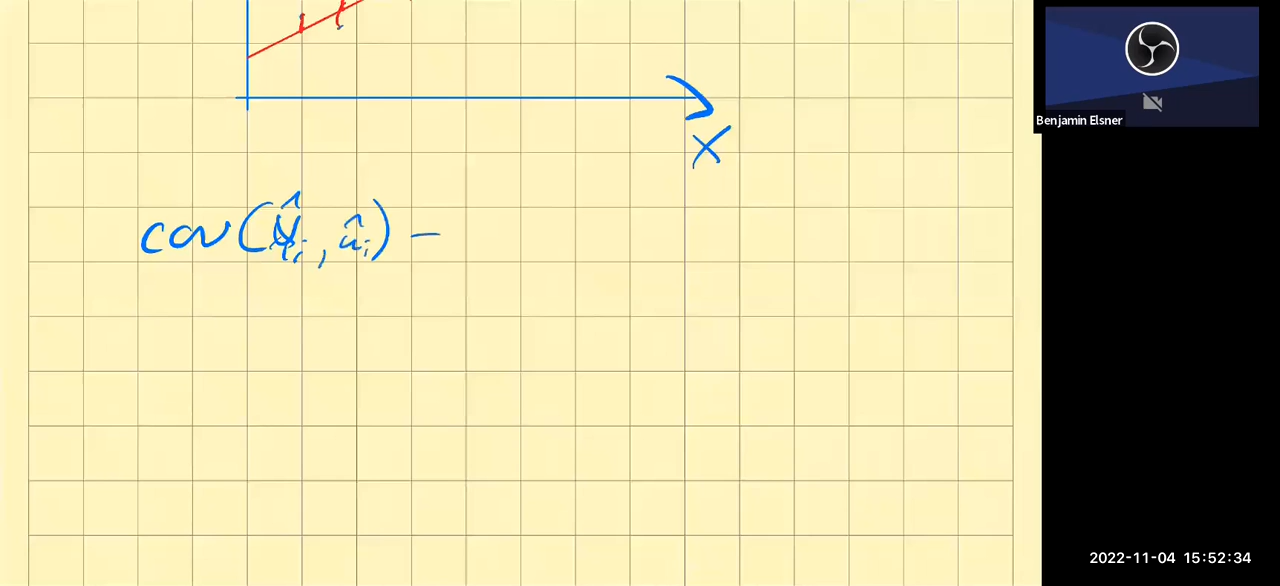 X
cov(Ŷᵢ, ûᵢ) –
Benjamin Elsner
2022-11-04 15:52:34